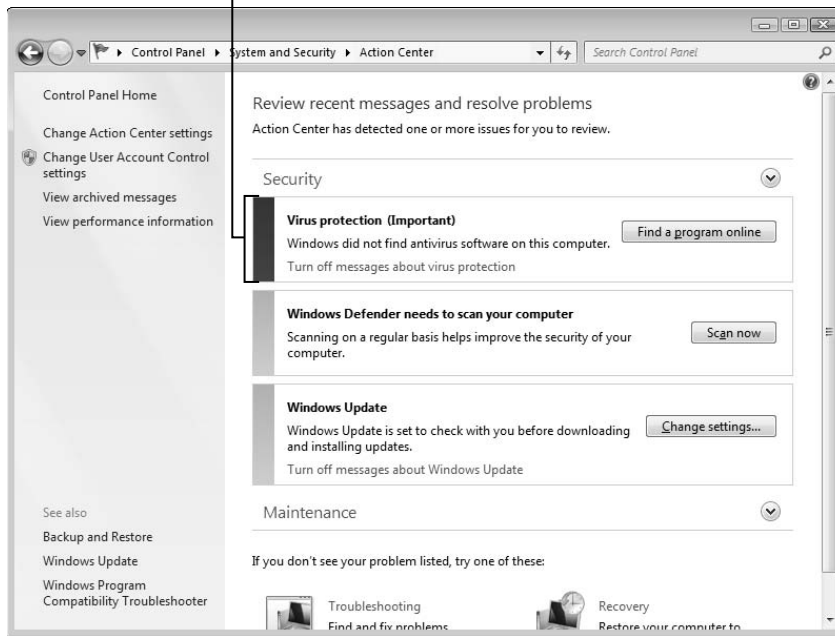 Control Panel ▸ System and Security ▸ Action Center
Search Control Panel
Control Panel Home
Change Action Center settings
Change User Account Control
settings
View archived messages
View performance information
See also
Backup and Restore
Windows Update
Windows Program
Compatibility Troubleshooter
Review recent messages and resolve problems
Action Center has detected one or more issues for you to review.
Security
Virus protection (Important)
Windows did not find antivirus software on this computer.
Find a program online
Turn off messages about virus protection
Windows Defender needs to scan your computer
Scanning on a regular basis helps improve the security of your
computer.
Scan now
Windows Update
Windows Update is set to check with you before downloading
and installing updates.
Change settings...
Turn off messages about Windows Update
Maintenance
If you don't see your problem listed, try one of these:
Troubleshooting
Find and fix problems
Recovery
Restore your computer to